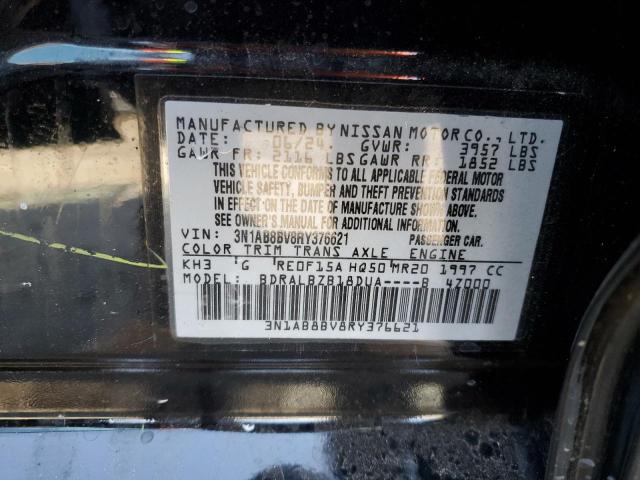 MANUFACTURED BY NISSAN MOTOR CO., LTD.
DATE: 06/24. GVWR: 3957 LBS
GAWR FR: 2116 LBS GAWR RR: 1852 LBS
THIS VEHICLE CONFORMS TO ALL APPLICABLE FEDERAL MOTOR
VEHICLE SAFETY, BUMPER AND THEFT PREVENTION STANDARDS
IN EFFECT ON THE DATE OF MANUFACTURE SHOWN ABOVE.
SEE OWNER'S MANUAL FOR ADDITIONAL INFORMATION.
VIN: 3N1AB8BV8RY376621 PASSENGER CAR.
COLOR TRIM TRANS AXLE ENGINE
KH3 G RE0F15A HQ50 MR20 1997 CC
MODEL: BDRALBZB18DUA----B 4Z000
3N1AB8BV8RY376621